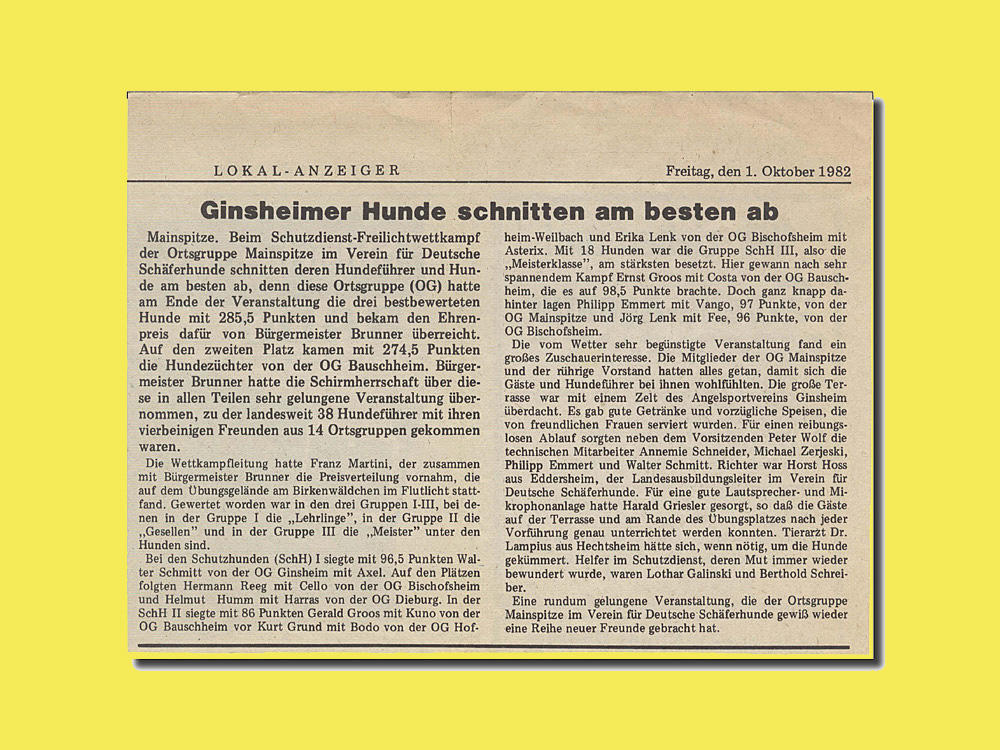 LOKAL-ANZEIGER
Freitag, den 1. Oktober 1982
Ginsheimer Hunde schnitten am besten ab
Mainspitze. Beim Schutzdienst-Freilichtwettkampf
der Ortsgruppe Mainspitze im Verein für Deutsche
Schäferhunde schnitten deren Hundeführer und Hun-
de am besten ab, denn diese Ortsgruppe (OG) hatte
am Ende der Veranstaltung die drei bestbewerteten
Hunde mit 285,5 Punkten und bekam den Ehren-
preis dafür von Bürgermeister Brunner überreicht.
Auf den zweiten Platz kamen mit 274,5 Punkten
die Hundezüchter von der OG Bauschheim. Bürger-
meister Brunner hatte die Schirmherrschaft über die-
se in allen Teilen sehr gelungene Veranstaltung über-
nommen, zu der landesweit 38 Hundeführer mit ihren
vierbeinigen Freunden aus 14 Ortsgruppen gekommen
waren.
Die Wettkampfleitung hatte Franz Martini, der zusammen
mit Bürgermeister Brunner die Preisverteilung vornahm, die
auf dem Übungsgelände am Birkenwäldchen im Flutlicht statt-
fand. Gewertet worden war in den drei Gruppen I-III, bei de-
nen in der Gruppe I die „Lehrlinge”, in der Gruppe II die
„Gesellen” und in der Gruppe III die „Meister” unter den
Hunden sind.
Bei den Schutzhunden (SchH) I siegte mit 96,5 Punkten Wal-
ter Schmitt von der OG Ginsheim mit Axel. Auf den Plätzen
folgten Hermann Reeg mit Cello von der OG Bischofsheim
und Helmut Humm mit Harras von der OG Dieburg. In der
SchH II siegte mit 86 Punkten Gerald Groos mit Kuno von der
OG Bauschheim vor Kurt Grund mit Bodo von der OG Hof-
heim-Weilbach und Erika Lenk von der OG Bischofsheim mit
Asterix. Mit 18 Hunden war die Gruppe SchH III, also die
„Meisterklasse”, am stärksten besetzt. Hier gewann nach sehr
spannendem Kampf Ernst Groos mit Costa von der OG Bausch-
heim, die es auf 98,5 Punkte brachte. Doch ganz knapp da-
hinter lagen Philipp Emmert mit Vango, 97 Punkte, von der
OG Mainspitze und Jörg Lenk mit Fee, 96 Punkte, von der
OG Bischofsheim.
Die vom Wetter sehr begünstigte Veranstaltung fand ein
großes Zuschauerinteresse. Die Mitglieder der OG Mainspitze
und der rührige Vorstand hatten alles getan, damit sich die
Gäste und Hundeführer bei ihnen wohlfühlten. Die große Ter-
rasse war mit einem Zelt des Angelsportvereins Ginsheim
überdacht. Es gab gute Getränke und vorzügliche Speisen, die
von freundlichen Frauen serviert wurden. Für einen reibungs-
losen Ablauf sorgten neben dem Vorsitzenden Peter Wolf die
technischen Mitarbeiter Annemie Schneider, Michael Zerjeski,
Philipp Emmert und Walter Schmitt. Richter war Horst Hoss
aus Eddersheim, der Landesausbildungsleiter im Verein für
Deutsche Schäferhunde. Für eine gute Lautsprecher- und Mi-
krophonanlage hatte Harald Griesler gesorgt, so daß die Gäste
auf der Terrasse und am Rande des Übungsplatzes nach jeder
Vorführung genau unterrichtet werden konnten. Tierarzt Dr.
Lampius aus Hechtsheim hätte sich, wenn nötig, um die Hunde
gekümmert. Helfer im Schutzdienst, deren Mut immer wieder
bewundert wurde, waren Lothar Galinski und Berthold Schrei-
ber.
Eine rundum gelungene Veranstaltung, die der Ortsgruppe
Mainspitze im Verein für Deutsche Schäferhunde gewiß wieder
eine Reihe neuer Freunde gebracht hat.